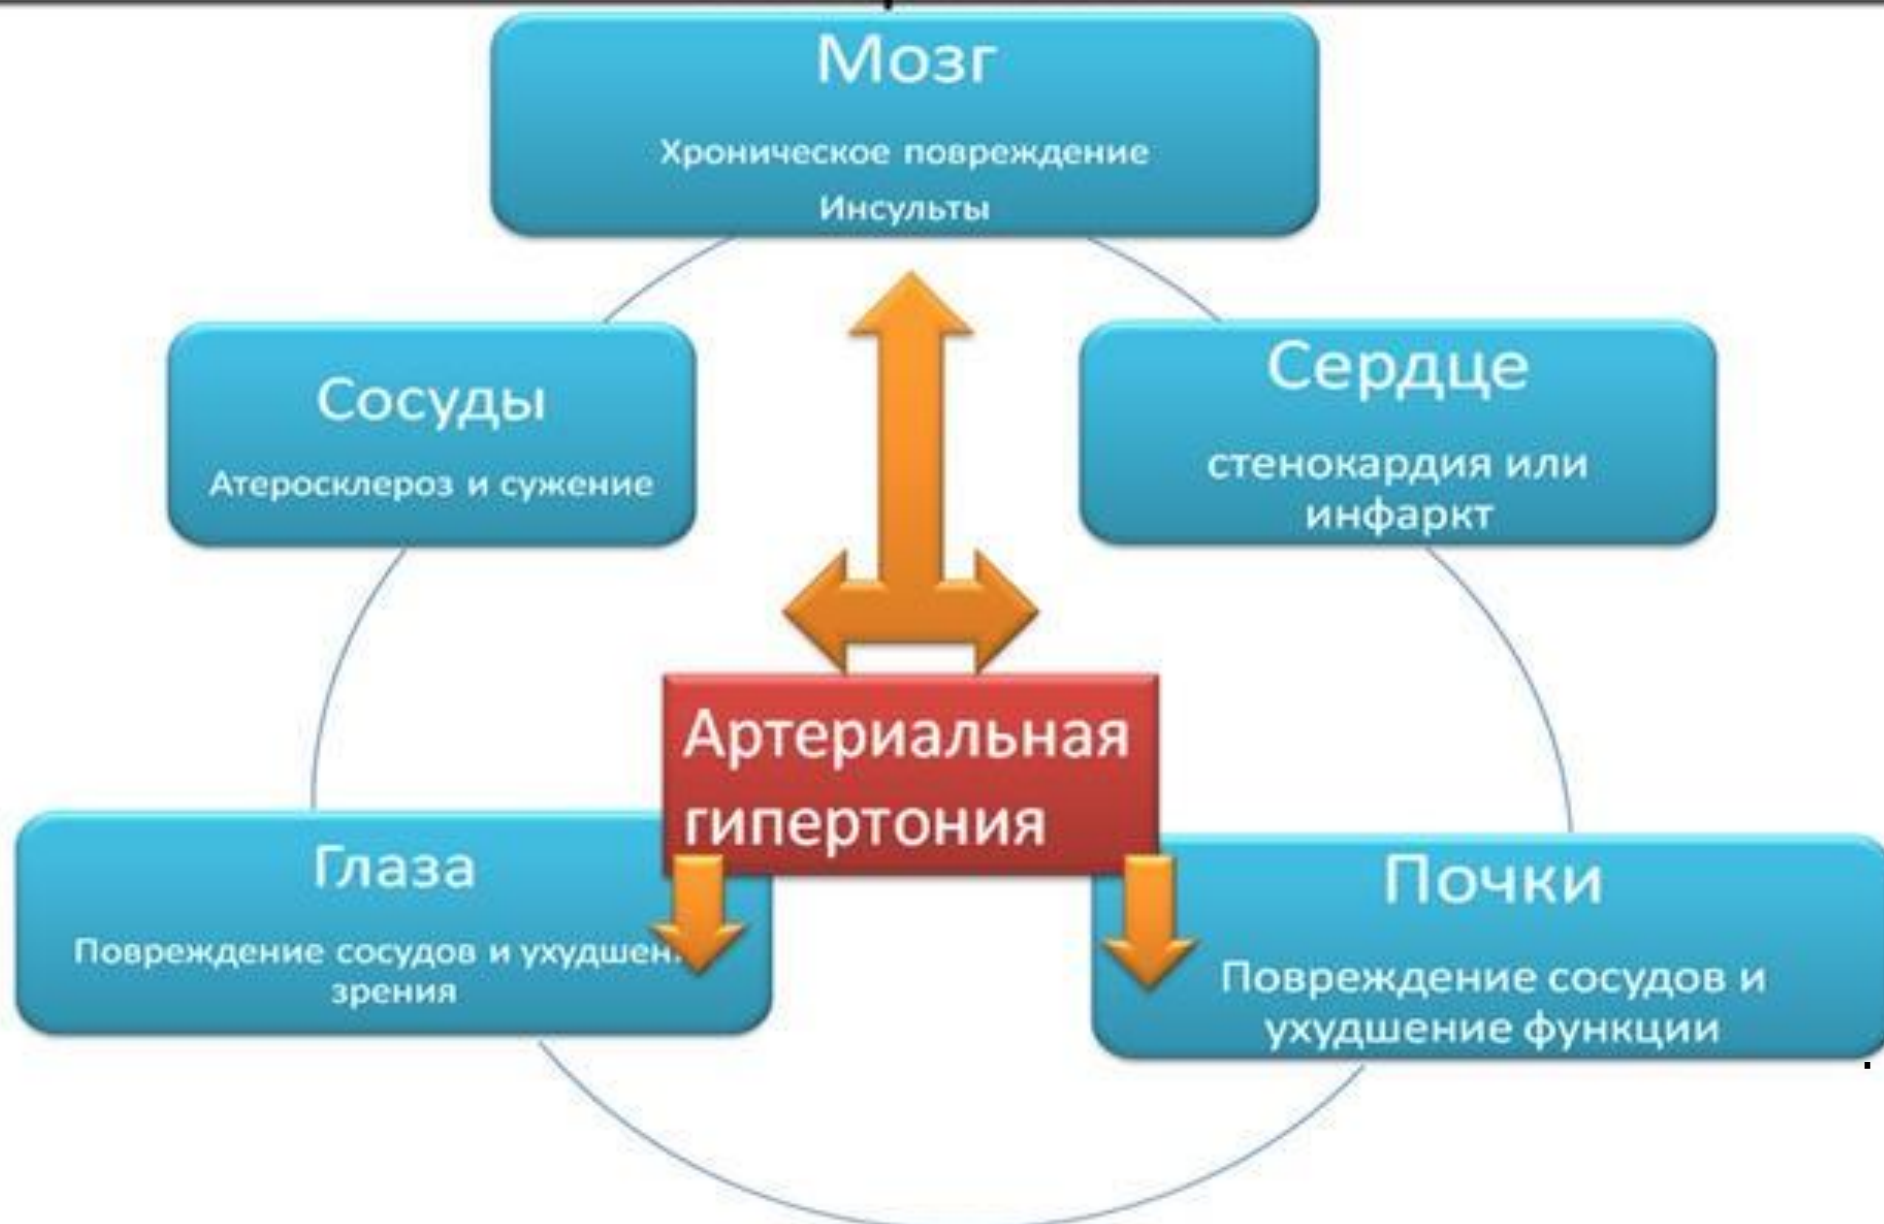 Мозг
Хроническое повреждение
Инсульты
Сосуды
Атеросклероз и сужение
Сердце
стенокардия или
инфаркт
Артериальная
гипертония
Глаза
Повреждение сосудов и
зрения
Почки
Повреждение сосудов и
ухудшение функции